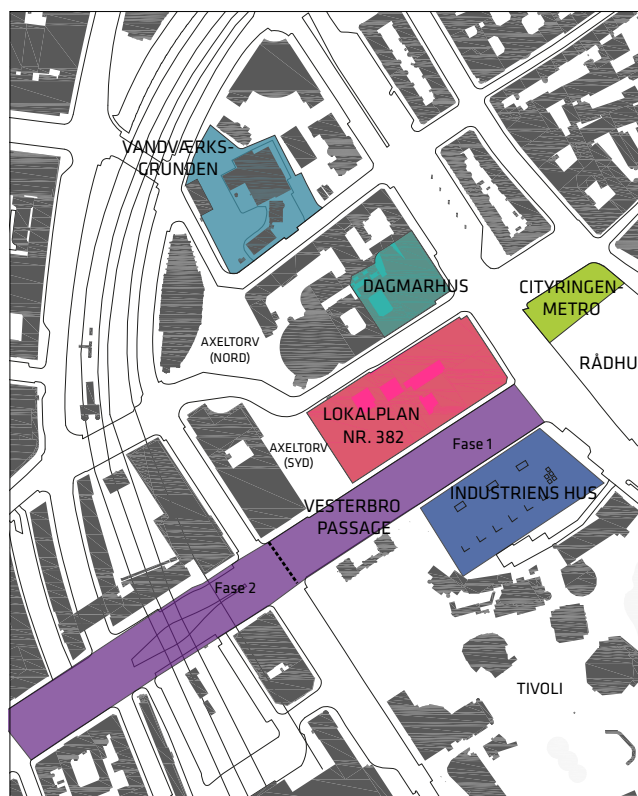 VANDVÆRKS-
GRUNDEN
DAGMARHUS
CITYRINGEN-
METRO
AXELTORV
(NORD)
RÅDHU
LOKALPLAN
NR. 382
Fase 1
AXELTORV
(SYD)
INDUSTRIENS HUS
VESTERBRO
PASSAGE
Fase 2
TIVOLI